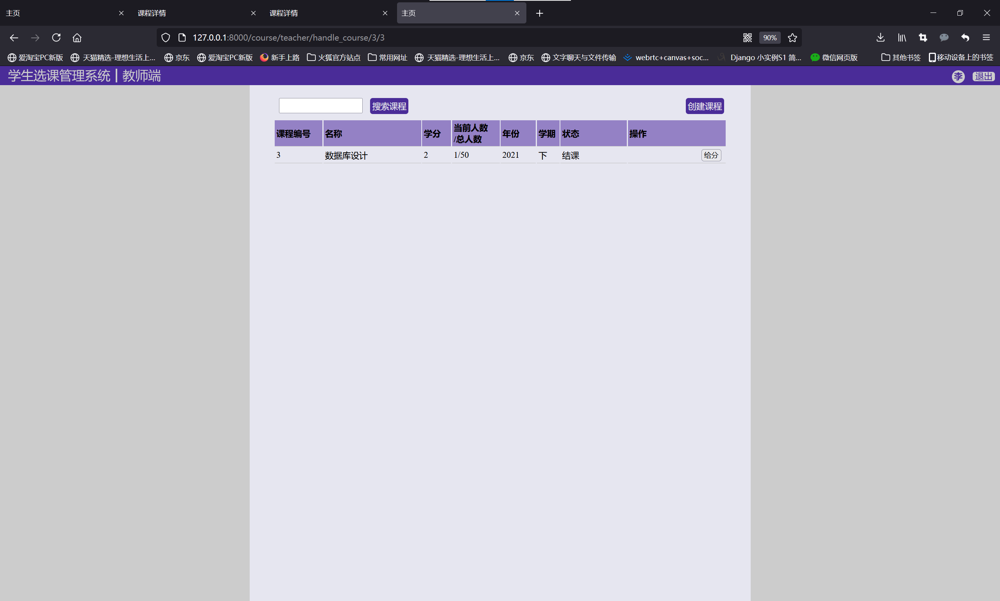 主页 课程详情 课程详情 主页
127.0.0.1:8000/course/teacher/handle_course/3/3 90%
爱淘宝PC新版 天猫精选-理想生活上... 京东 爱淘宝PC新版 新手上路 火狐官方站点 常用网址 天猫精选-理想生活上... 京东 文字聊天与文件传输 webrtc+canvas+soc... Django 小实例S1 简... 微信网页版 其他书签 移动设备上的书签
学生选课管理系统 | 教师端 李 退出
搜索课程 创建课程
课程编号 名称 学分 当前人数 年份 学期 状态 操作
/总人数
3 数据库设计 2 1/50 2021 下 结课 给分